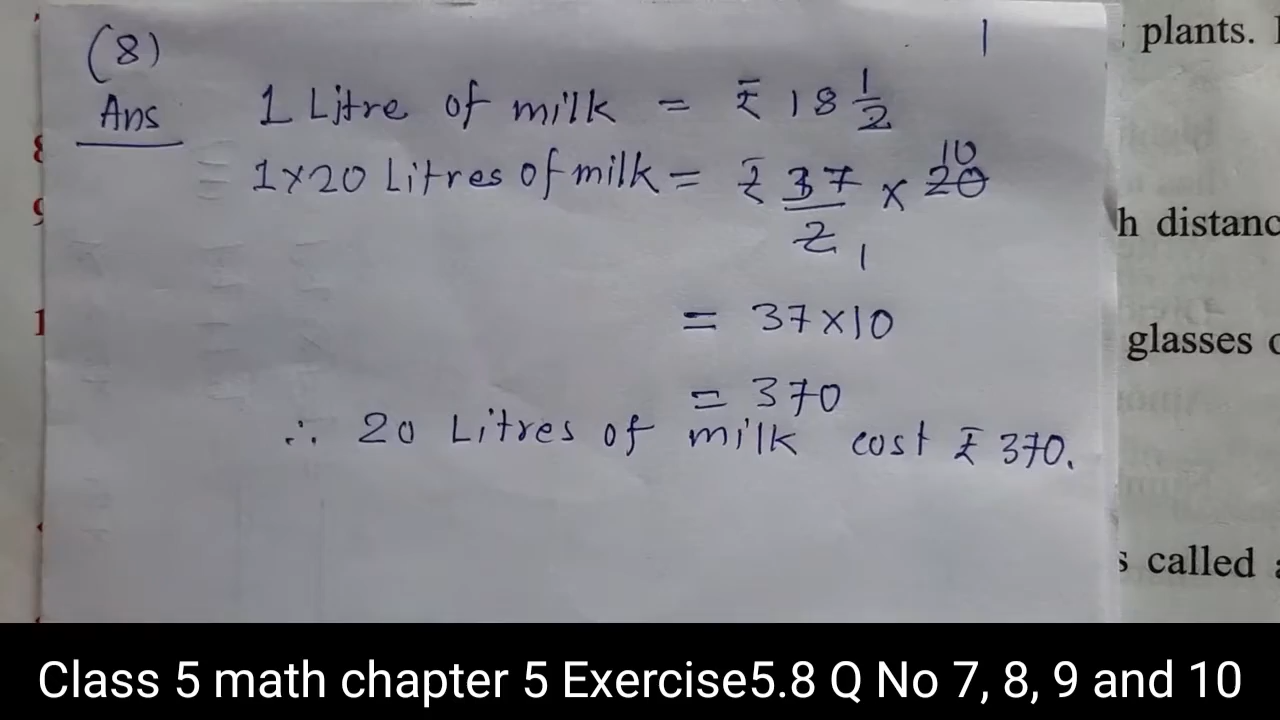 (8)
Ans 1 Litre of milk = ₹ 18 1/2
1×20 Litres of milk = ₹ 37/2 1 × 20 10
= 37×10
= 370
∴ 20 Litres of milk cost ₹ 370.
plants.
h distanc
glasses
s called
Class 5 math chapter 5 Exercise5.8 Q No 7, 8, 9 and 10